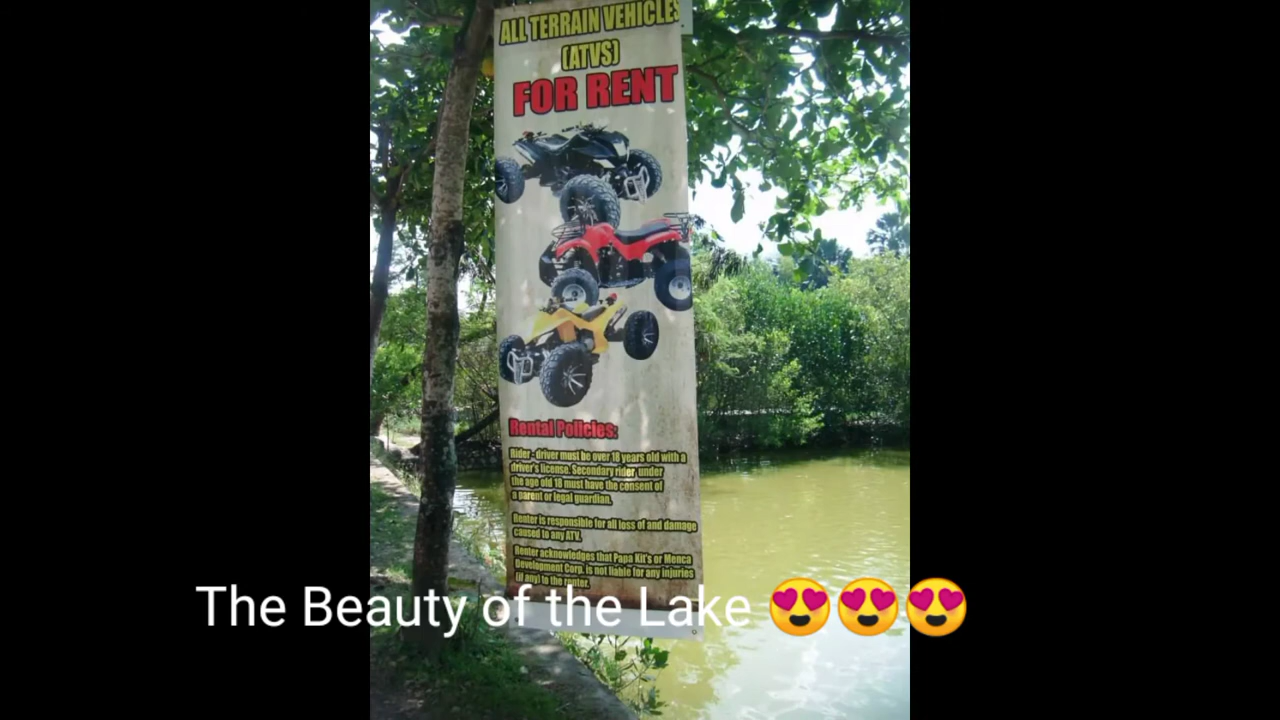 ALL TERRAIN VEHICLES
(ATVS)
FOR RENT
Rental Policies:
Rider - driver must be over 18 years old with a
driver's license. Secondary rider under
the age old 18 must have the consent of
a parent or legal guardian.
Renter is responsible for all loss of and damage
caused to any ATV.
Renter acknowledges that Papa Kit's or Menca
Development Corp. is not liable for any injuries
(if any) to the renter.
The Beauty of the Lake 😍😍😍